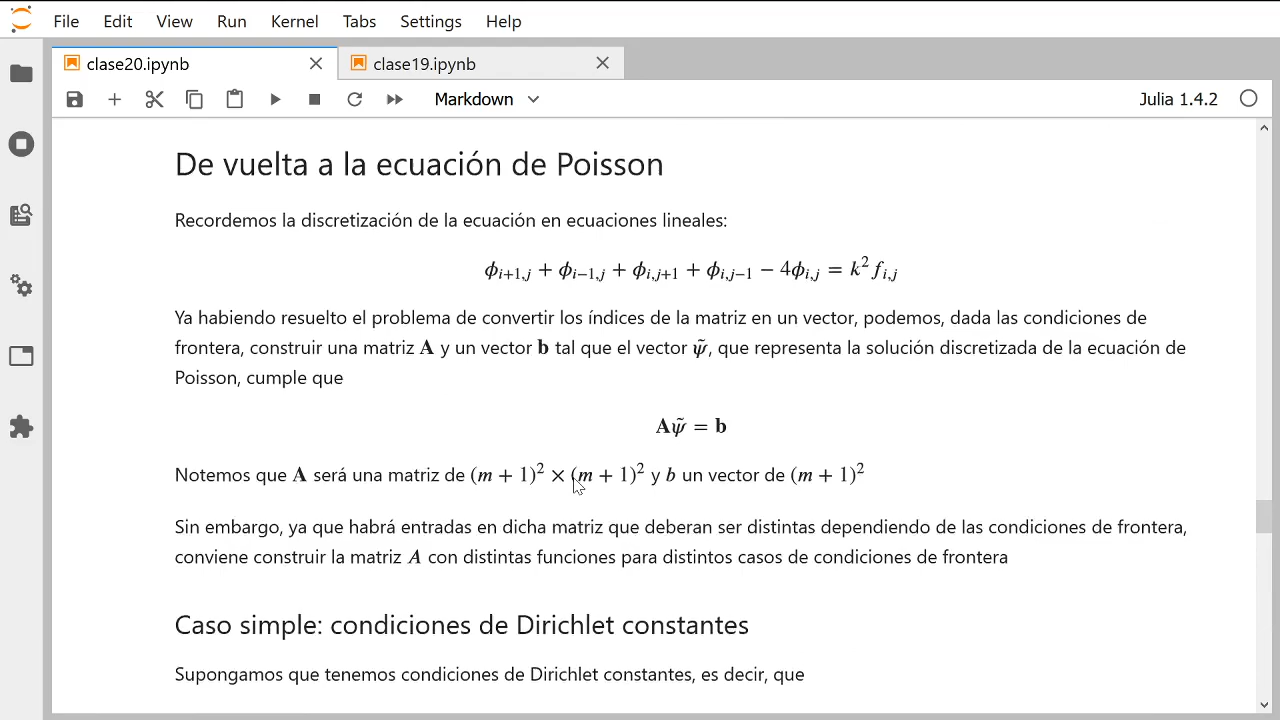 File Edit View Run Kernel Tabs Settings Help
clase20.ipynb clase19.ipynb
Markdown Julia 1.4.2
De vuelta a la ecuación de Poisson
Recordemos la discretización de la ecuación en ecuaciones lineales:
ϕ_{i+1,j} + ϕ_{i−1,j} + ϕ_{i,j+1} + ϕ_{i,j−1} − 4ϕ_{i,j} = k² f_{i,j}
Ya habiendo resuelto el problema de convertir los índices de la matriz en un vector, podemos, dada las condiciones de
frontera, construir una matriz A y un vector b tal que el vector ψ̃, que representa la solución discretizada de la ecuación de
Poisson, cumple que
Aψ̃ = b
Notemos que A será una matriz de (m + 1)² × (m + 1)² y b un vector de (m + 1)²
Sin embargo, ya que habrá entradas en dicha matriz que deberan ser distintas dependiendo de las condiciones de frontera,
conviene construir la matriz A con distintas funciones para distintos casos de condiciones de frontera
Caso simple: condiciones de Dirichlet constantes
Supongamos que tenemos condiciones de Dirichlet constantes, es decir, que